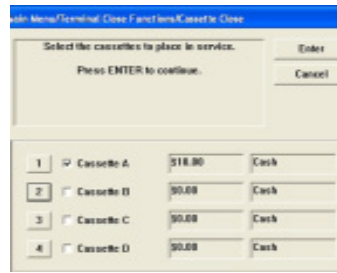 ain Menu/Terminal Close Functions/Cassette Close
Select the cassettes to place in service.
Press ENTER to continue.
Enter
Cancel
1 Cassette A $10.00 Cash
2 Cassette B $0.00 Cash
3 Cassette C $0.00 Cash
4 Cassette D $0.00 Cash